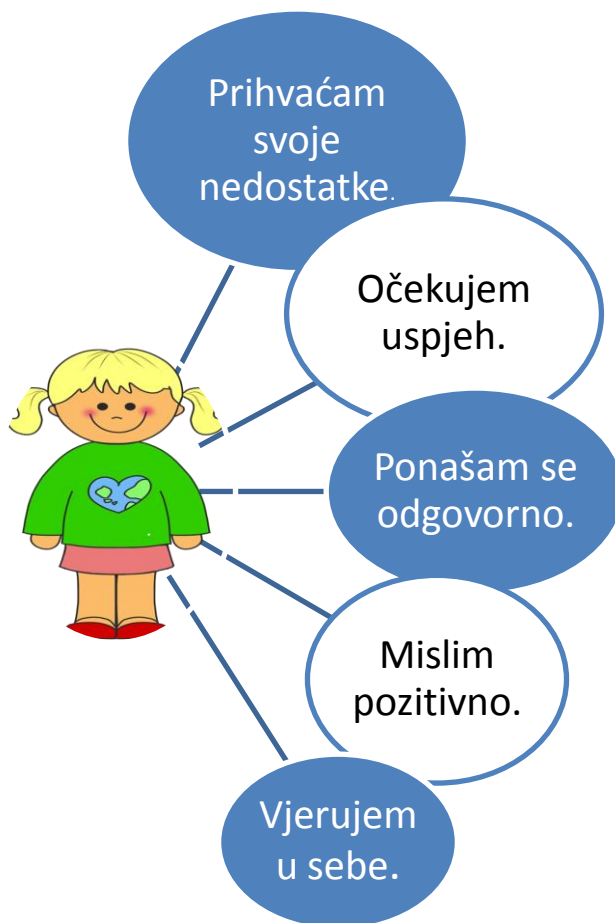 Prihvaćam
svoje
nedostatke.
Očekujem
uspjeh.
Ponašam se
odgovorno.
Mislim
pozitivno.
Vjerujem
u sebe.